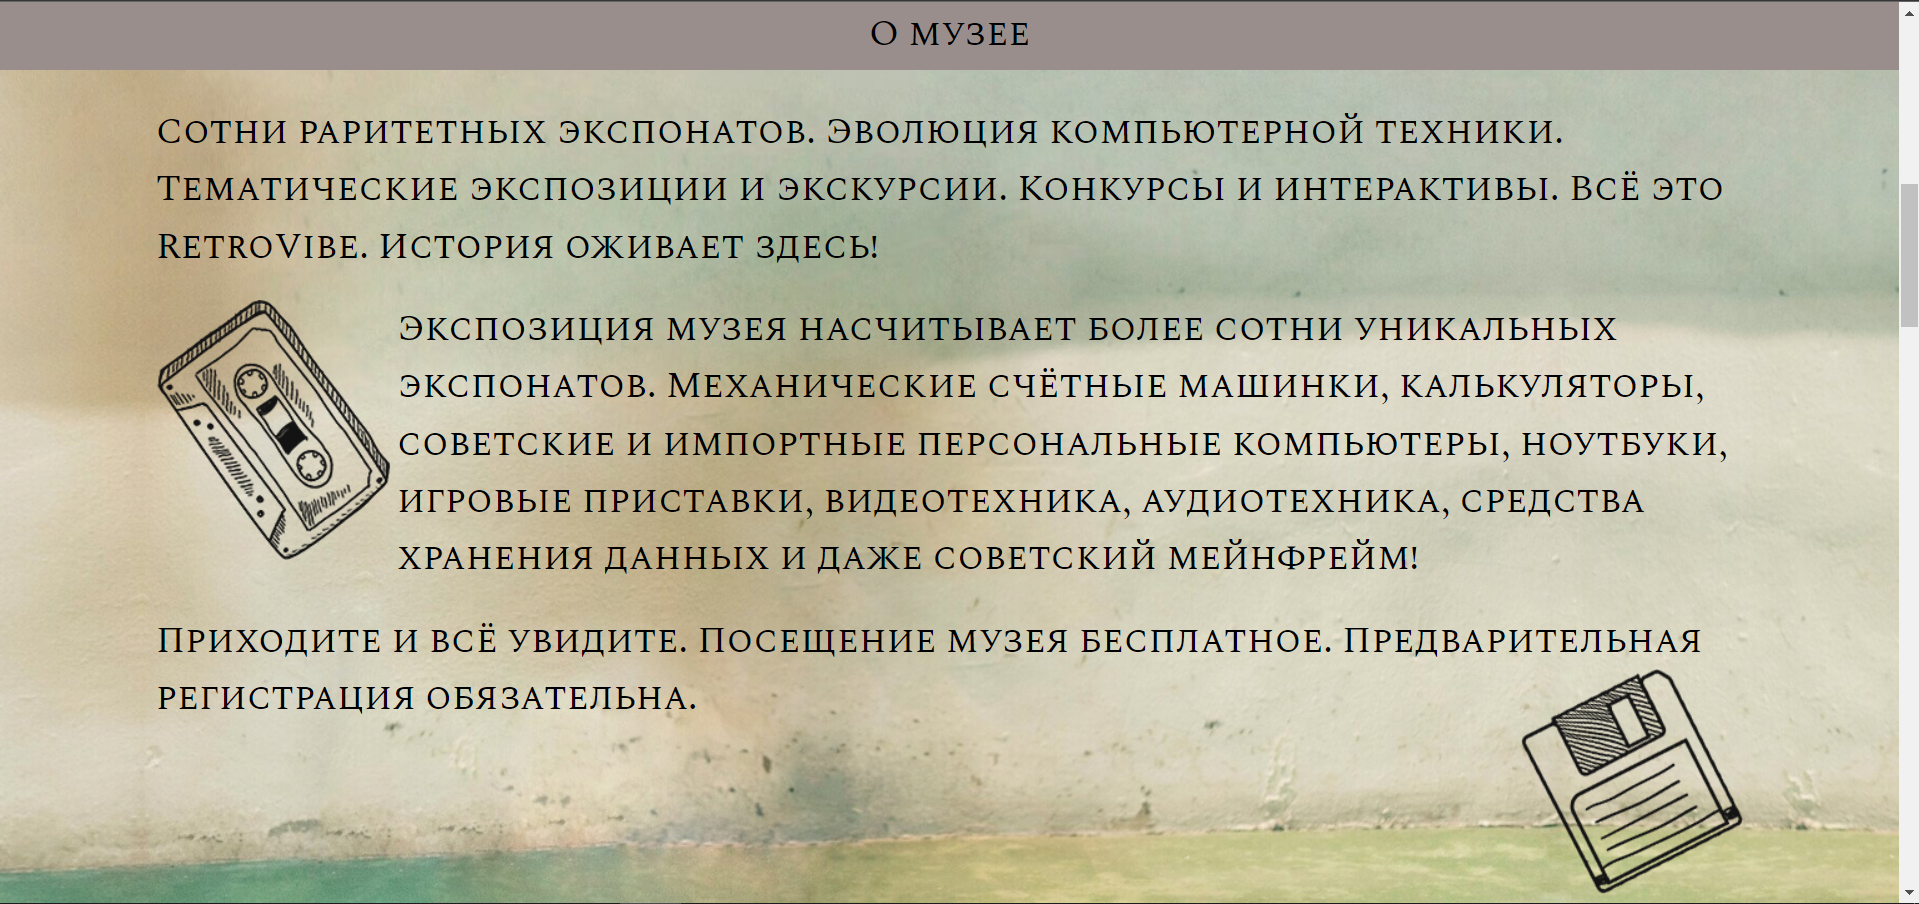 О музее
Сотни раритетных экспонатов. Эволюция компьютерной техники.
Тематические экспозиции и экскурсии. Конкурсы и интерактивы. Всё это
RetroVibe. История оживает здесь!
Экспозиция музея насчитывает более сотни уникальных
экспонатов. Механические счётные машинки, калькуляторы,
советские и импортные персональные компьютеры, ноутбуки,
игровые приставки, видеотехника, аудиотехника, средства
хранения данных и даже советский мейнфрейм!
Приходите и всё увидите. Посещение музея бесплатное. Предварительная
регистрация обязательна.